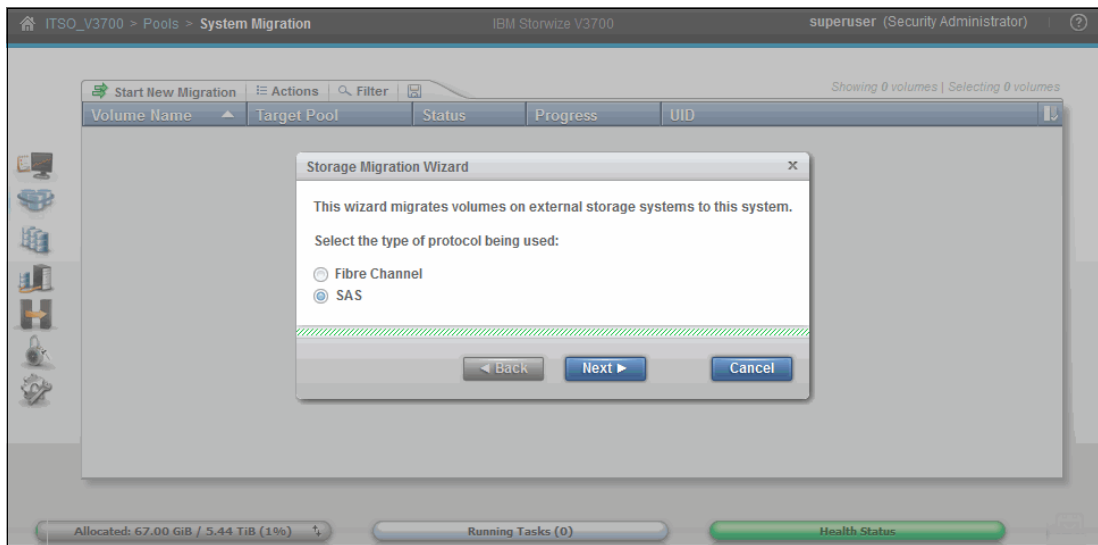 ITSO_V3700 > Pools > System Migration
IBM Storwize V3700
superuser (Security Administrator)
?
Start New Migration
Actions
Filter
Showing 0 volumes | Selecting 0 volumes
Volume Name
Target Pool
Status
Progress
UID
Storage Migration Wizard
x
This wizard migrates volumes on external storage systems to this system.
Select the type of protocol being used:
Fibre Channel
SAS
Back
Next
Cancel
Allocated: 67.00 GiB / 5.44 TiB (1%)
Running Tasks (0)
Health Status